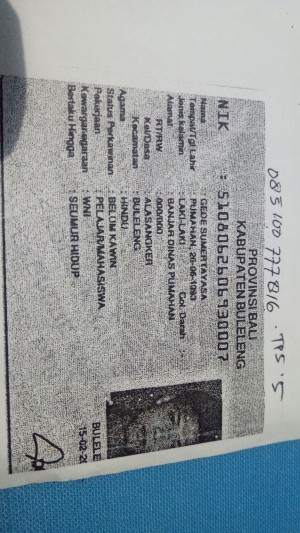 085 100 777816 . TPS . 5
PROVINSI BALI
KABUPATEN BULELENG
NIK : 5108062606930007
Nama : GEDE SUMERTAYASA
Tempat/Tgl Lahir : PUMAHAN, 26-06-1993
Jenis kelamin : LAKI-LAKI Gol. Darah : -
Alamat : BANJAR DINAS PUMAHAN
RT/RW : 000/000
Kel/Desa : ALASANGKER
Kecamatan : BULELENG
Agama : HINDU
Status Perkawinan : BELUM KAWIN
Pekerjaan : PELAJAR/MAHASISWA
Kewarganegaraan : WNI
Berlaku Hingga : SEUMUR HIDUP
BULELE
15-02-20